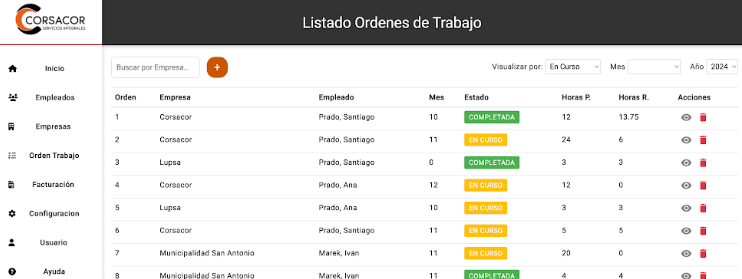 CORSACOR
SERVICIOS INTEGRALES
Listado Ordenes de Trabajo
Inicio
Empleados
Empresas
Orden Trabajo
Facturación
Configuracion
Usuario
Ayuda
Buscar por Empresa... + Visualizar por: En Curso Mes Año 2024
Orden Empresa Empleado Mes Estado Horas P. Horas R. Acciones
1 Corsacor Prado, Santiago 10 COMPLETADA 12 13.75
2 Corsacor Prado, Santiago 11 EN CURSO 24 6
3 Lupsa Prado, Santiago 0 COMPLETADA 3 3
4 Corsacor Prado, Ana 12 EN CURSO 12 0
5 Lupsa Prado, Ana 10 EN CURSO 3 3
6 Corsacor Prado, Santiago 11 EN CURSO 5 5
7 Municipalidad San Antonio Marek, Ivan 11 EN CURSO 20 0
8 Municipalidad San Antonio Marek, Ivan 11 COMPLETADA 4 4